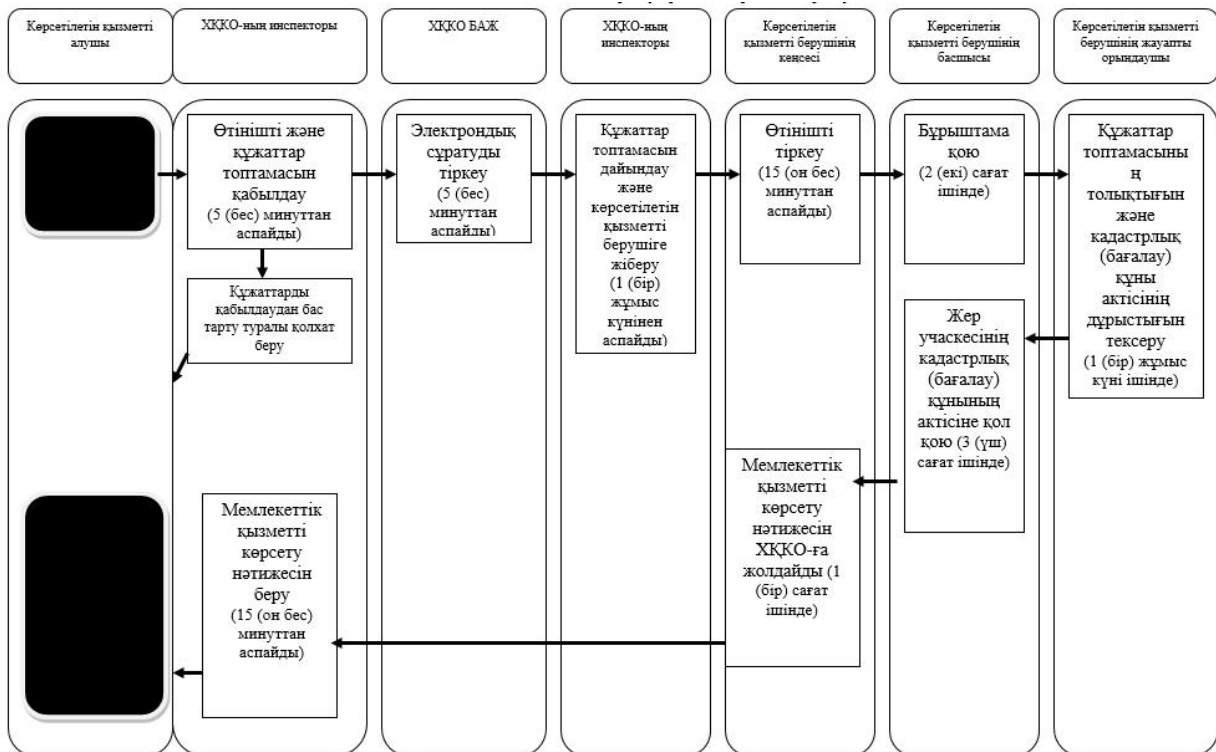 Көрсетілетін қызметті
алушы
ХҚКО-ның инспекторы
ХҚКО БАЖ
ХҚКО-ның
инспекторы
Көрсетілетін
қызметті берушінің
кеңсесі
Көрсетілетін
қызметті берушінің
басшысы
Көрсетілетін қызметті
берушінің жауапты
орындаушы
Өтінішті және
құжаттар
топтамасын
қабылдау
(5 (бес) минуттан
аспайды)
Құжаттарды
қабылдаудан бас
тарту туралы қолхат
беру
Электрондық
сұратуды
тіркеу
(5 (бес)
минуттан
аспайды)
Құжаттар
топтамасын
дайындау
және
көрсетілетін
қызметті
берушіге
жіберу
(1 (бір)
жұмыс
күнінен
аспайды)
Өтінішті
тіркеу
(15 (он бес)
минуттан
аспайды)
Бұрыштама
қою
(2 (екі) сағат
ішінде)
Құжаттар
топтамасыны
ң
толықтығын
және
кадастрлық
(бағалау)
құны
актісінің
дұрыстығын
тексеру
(1 (бір) жұмыс
күні ішінде)
Жер
учаскесінің
кадастрлық
(бағалау)
құнының
актісіне қол
қою (3 (үш)
сағат ішінде)
Мемлекеттік
қызметті
көрсету
нәтижесін
ХҚКО-ға
жолдайды (1
(бір) сағат
ішінде)
Мемлекеттік
қызметті
көрсету
нәтижесін
беру
(15 (он бес)
минуттан
аспайды)